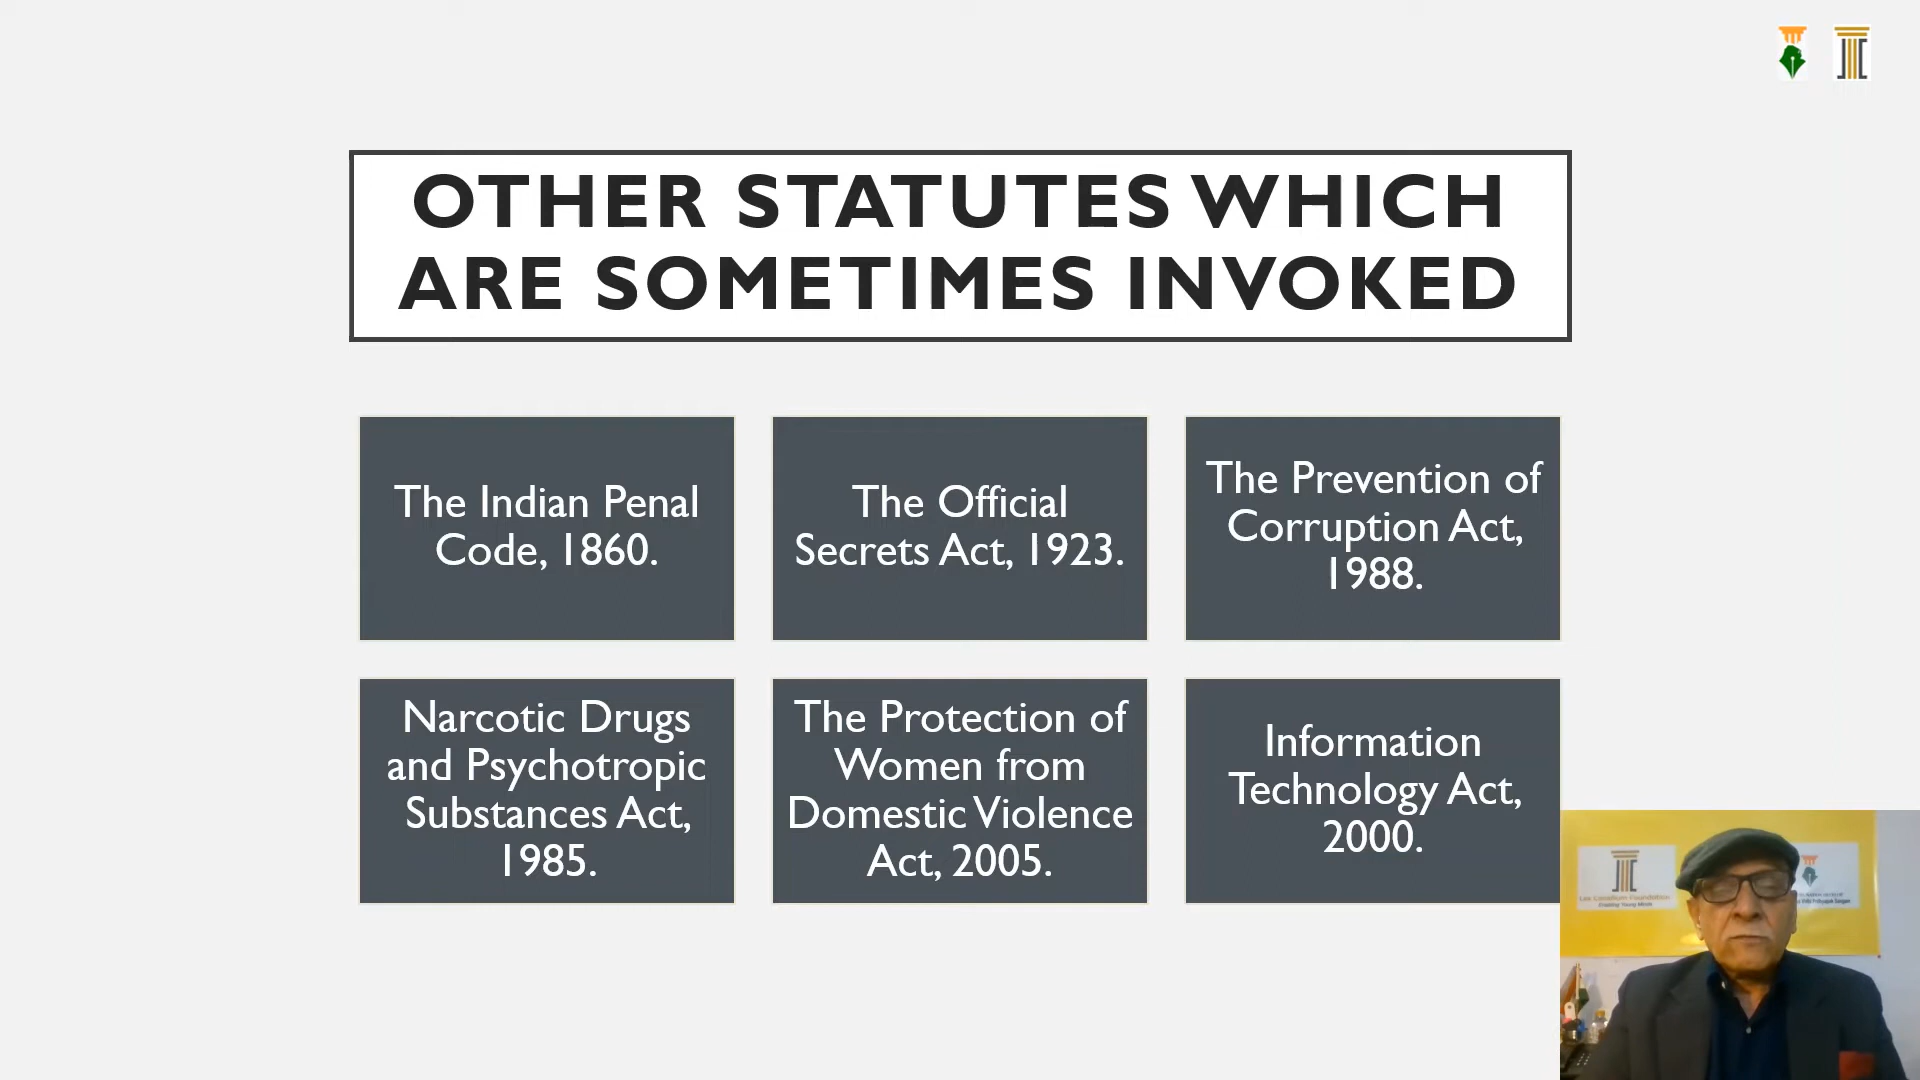 OTHER STATUTES WHICH
ARE SOMETIMES INVOKED
The Indian Penal
Code, 1860.
The Official
Secrets Act, 1923.
The Prevention of
Corruption Act,
1988.
Narcotic Drugs
and Psychotropic
Substances Act,
1985.
The Protection of
Women from
Domestic Violence
Act, 2005.
Information
Technology Act,
2000.
Foundation